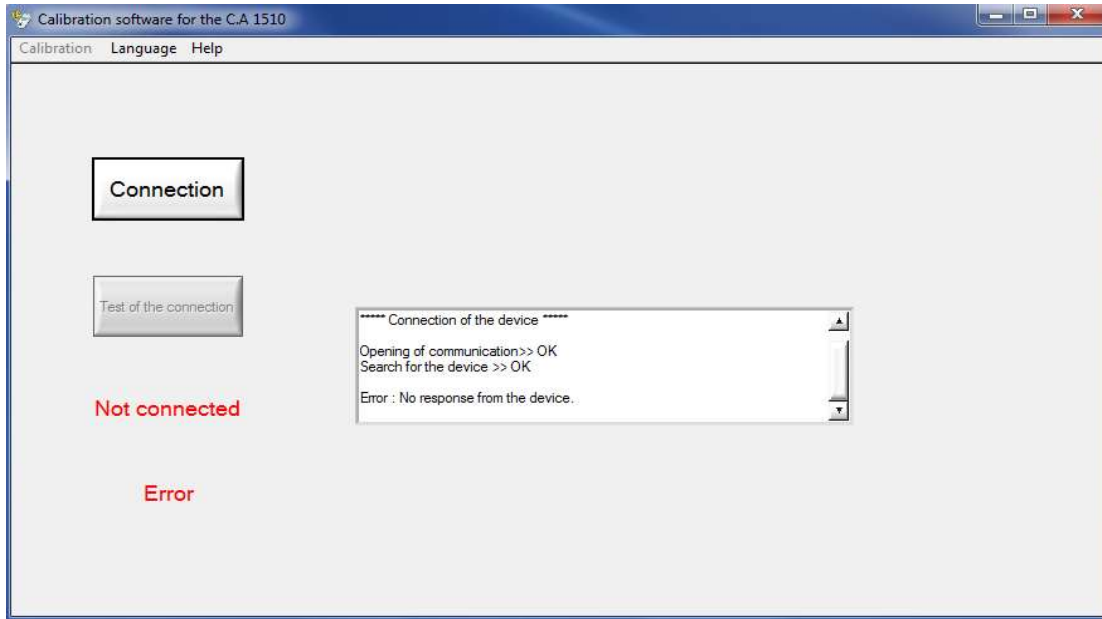 Calibration software for the C.A 1510
Calibration Language Help
Connection
Test of the connection
***** Connection of the device *****
Opening of communication>> OK
Search for the device >> OK
Error : No response from the device.
Not connected
Error